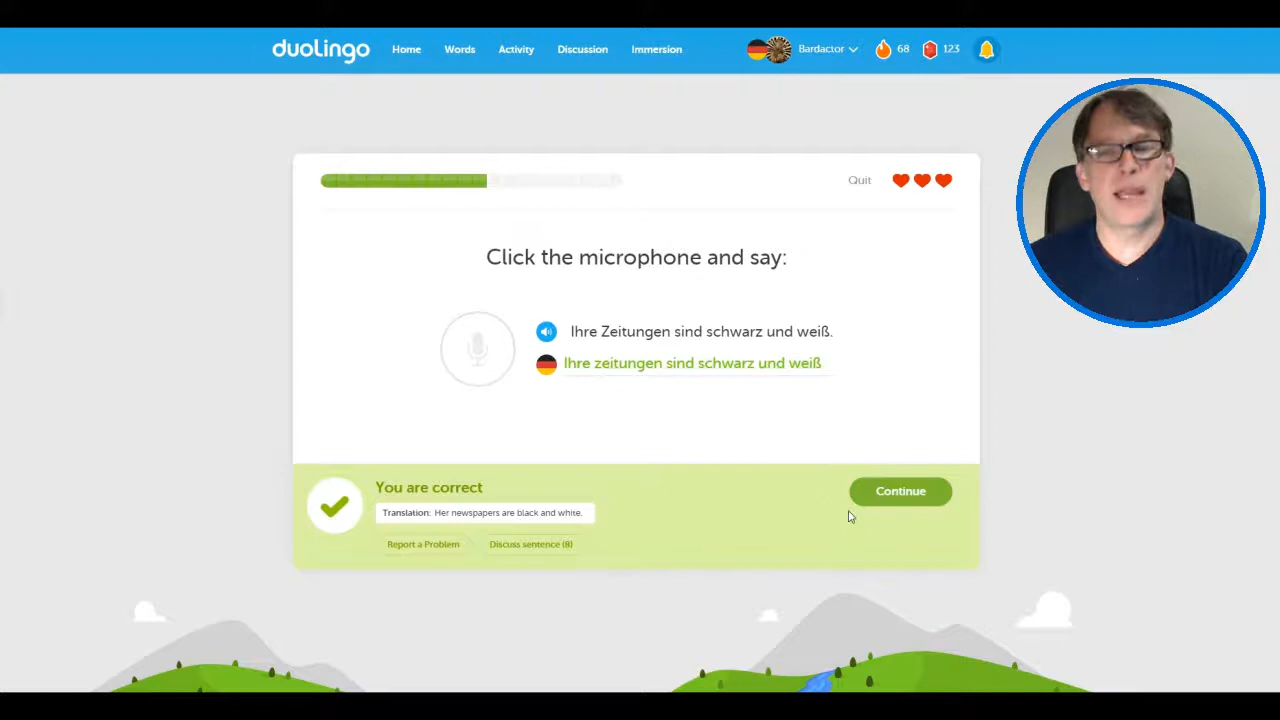 duolingo Home Words Activity Discussion Immersion Bardactor 68 123
Quit
Click the microphone and say:
Ihre Zeitungen sind schwarz und weiß.
Ihre zeitungen sind schwarz und weiß
You are correct
Continue
Translation: Her newspapers are black and white.
Report a Problem Discuss sentence (8)